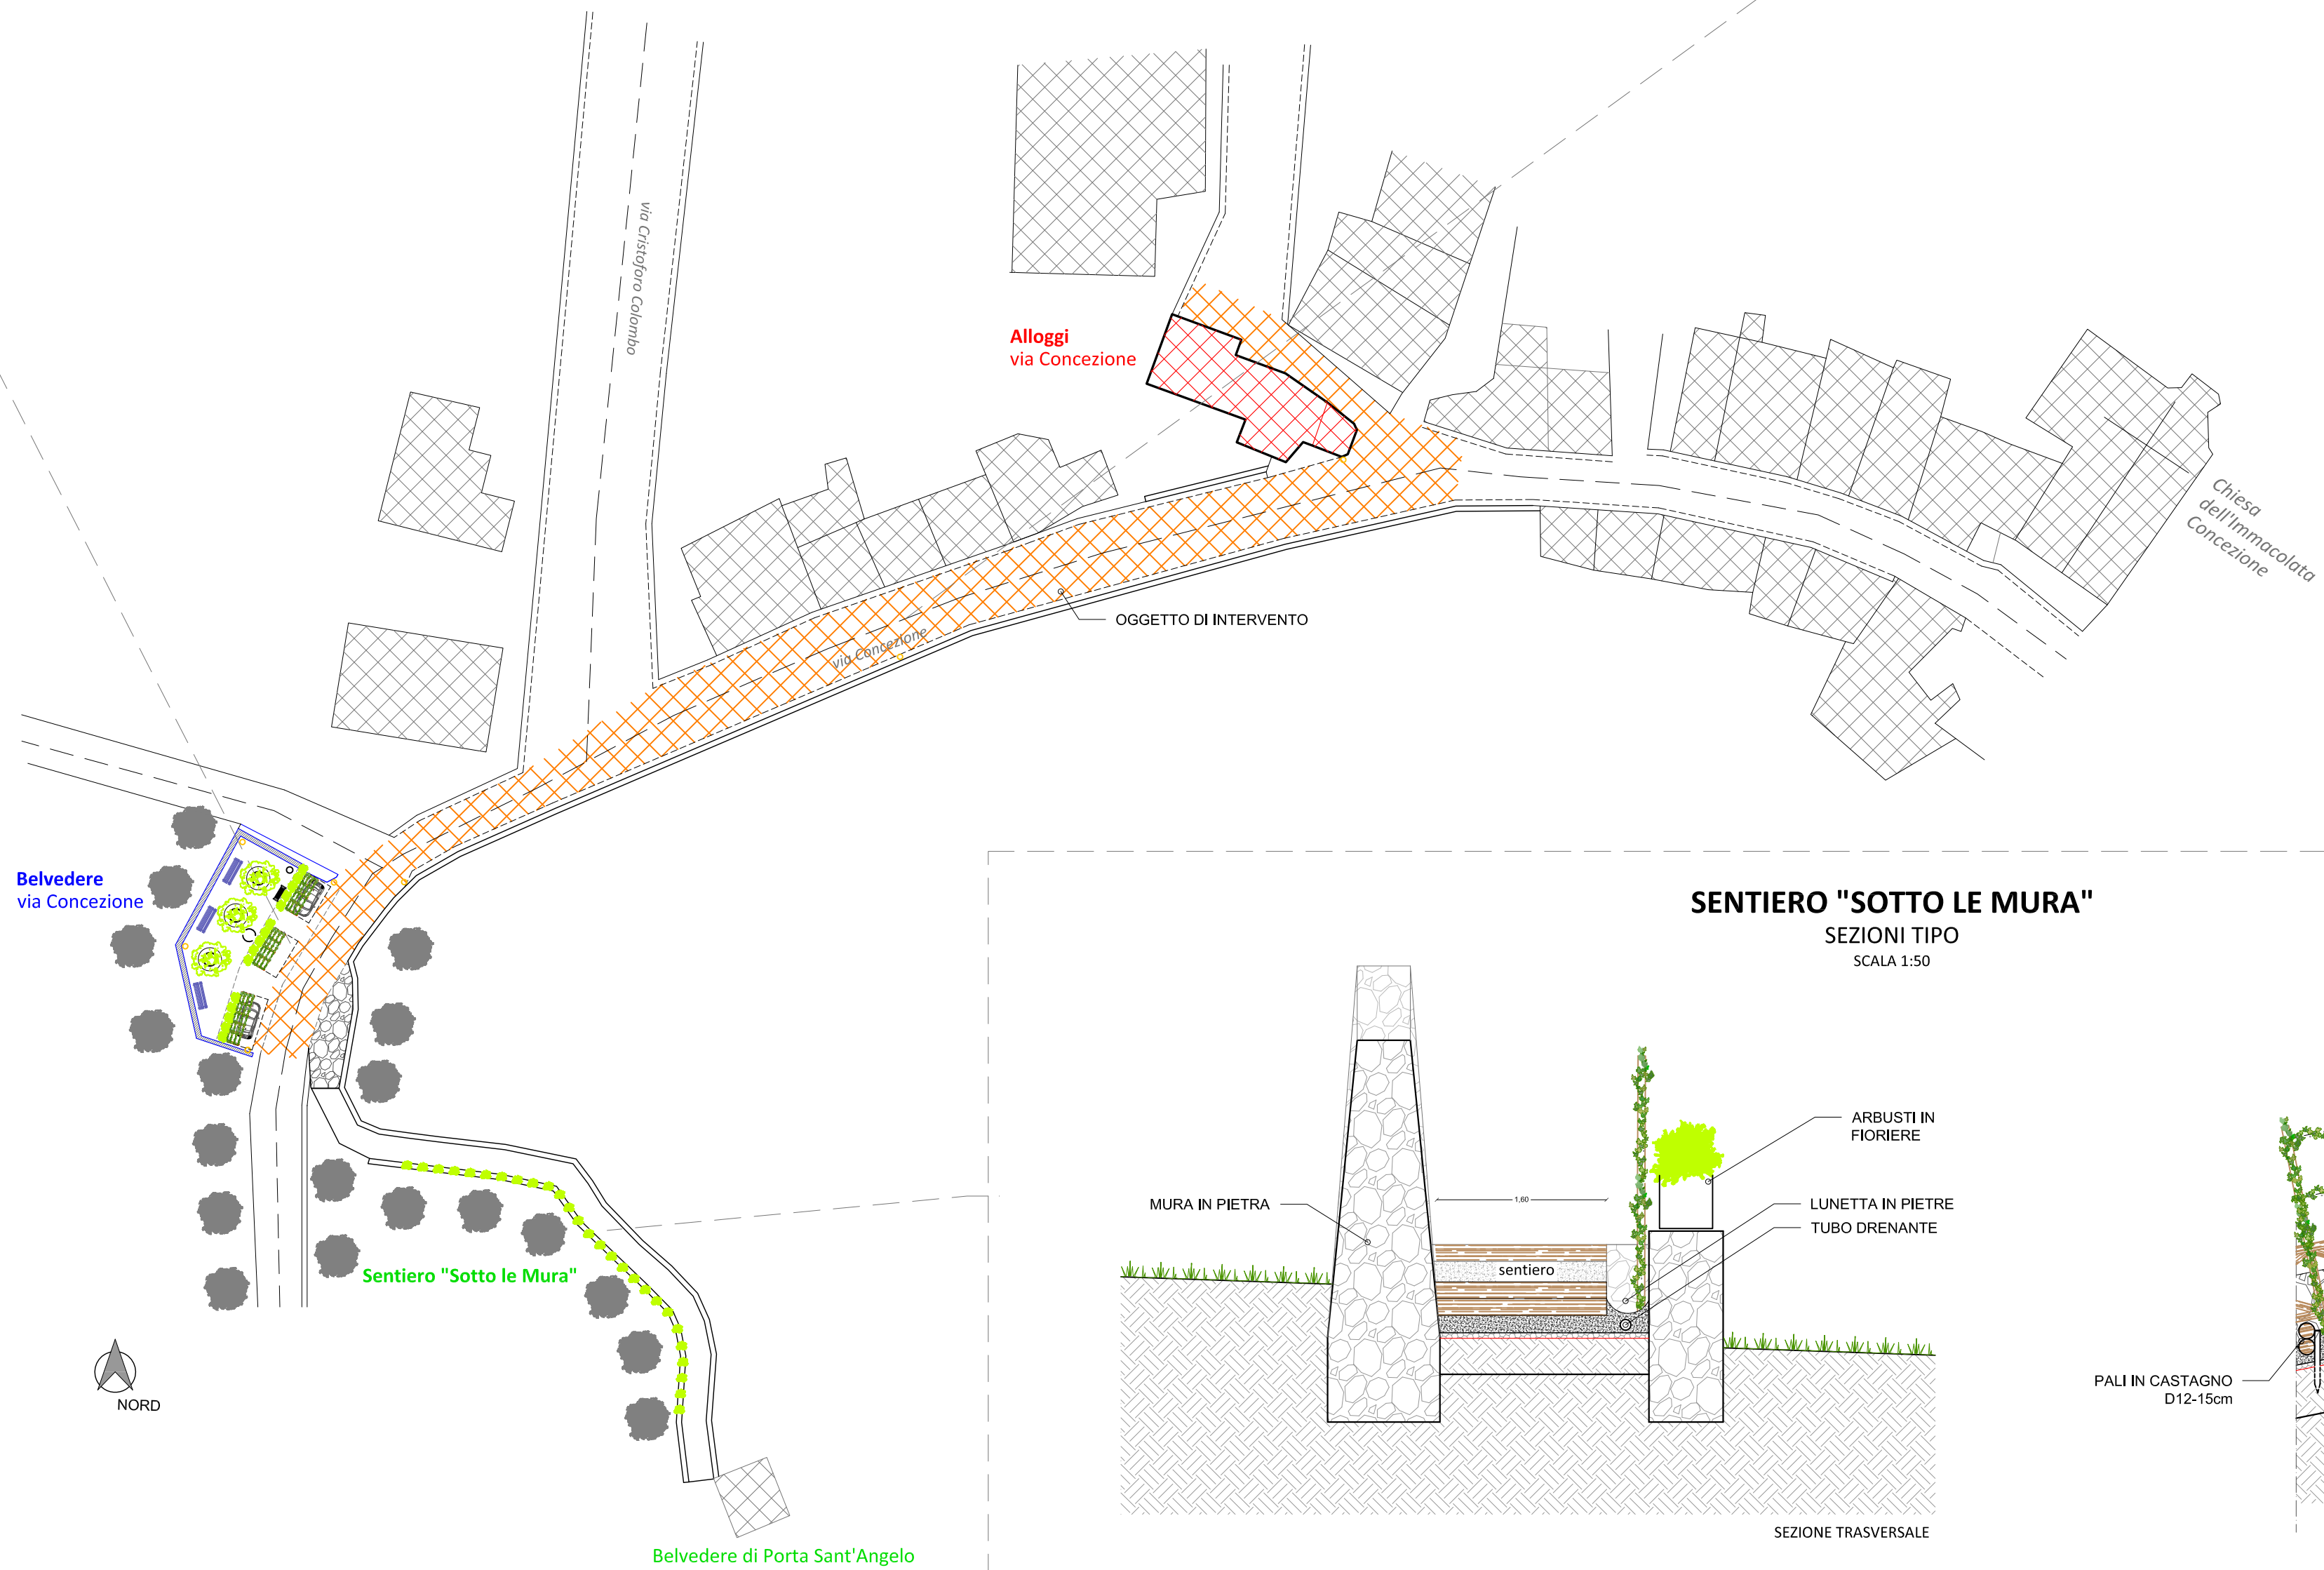 via Cristoforo Colombo
Alloggi
via Concezione
Chiesa
dell'Immacolata
Concezione
OGGETTO DI INTERVENTO
via Concezione
Belvedere
via Concezione
SENTIERO "SOTTO LE MURA"
SEZIONI TIPO
SCALA 1:50
ARBUSTI IN
FIORIERE
MURA IN PIETRA
1,60
LUNETTA IN PIETRE
TUBO DRENANTE
sentiero
Sentiero "Sotto le Mura"
NORD
PALI IN CASTAGNO
D12-15cm
SEZIONE TRASVERSALE
Belvedere di Porta Sant'Angelo